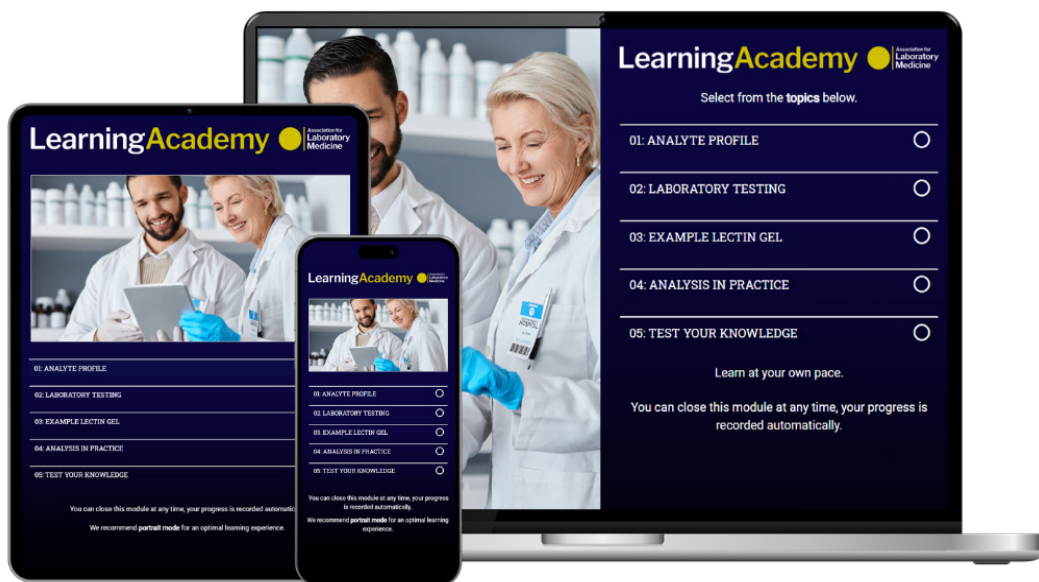 LearningAcademy
Association for
Laboratory
Medicine
Select from the topics below.
01: ANALYTE PROFILE
02: LABORATORY TESTING
03: EXAMPLE LECTIN GEL
04: ANALYSIS IN PRACTICE
05: TEST YOUR KNOWLEDGE
Learn at your own pace.
You can close this module at any time, your progress is
recorded automatically.
LearningAcademy
Association for
Laboratory
Medicine
01: ANALYTE PROFILE
02: LABORATORY TESTING
03: EXAMPLE LECTIN GEL
04: ANALYSIS IN PRACTICE
05: TEST YOUR KNOWLEDGE
You can close this module at any time, your progress is recorded automatic
We recommend portrait mode for an optimal learning experience.
LearningAcademy
Association for
Laboratory
Medicine
01: ANALYTE PROFILE
02: LABORATORY TESTING
03: EXAMPLE LECTIN GEL
04: ANALYSIS IN PRACTICE
05: TEST YOUR KNOWLEDGE
You can close this module at any time, your progress
is recorded automatically.
We recommend portrait mode for an optimal learning
experience.